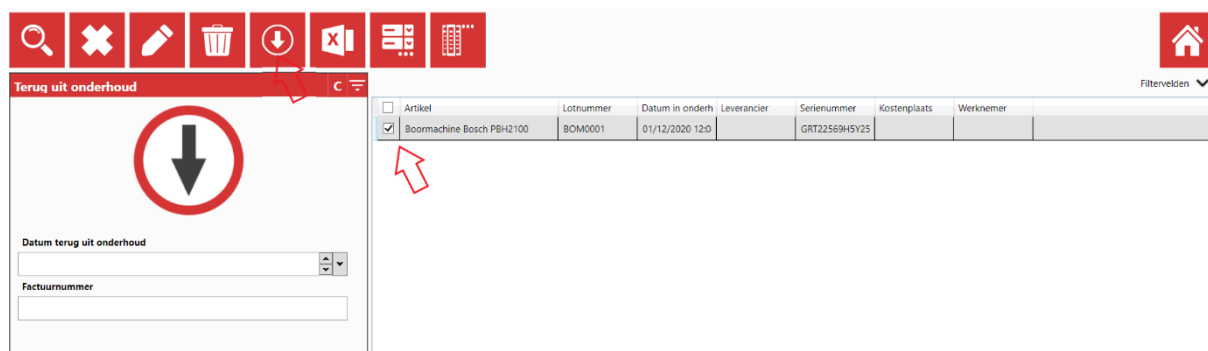 Terug uit onderhoud C
Filtervelden
Artikel Lotnummer Datum in onderh Leverancier Serienummer Kostenplaats Werknemer
Boormachine Bosch PBH2100 BOM0001 01/12/2020 12:0 GRT22569H5Y25
Datum terug uit onderhoud
Factuurnummer